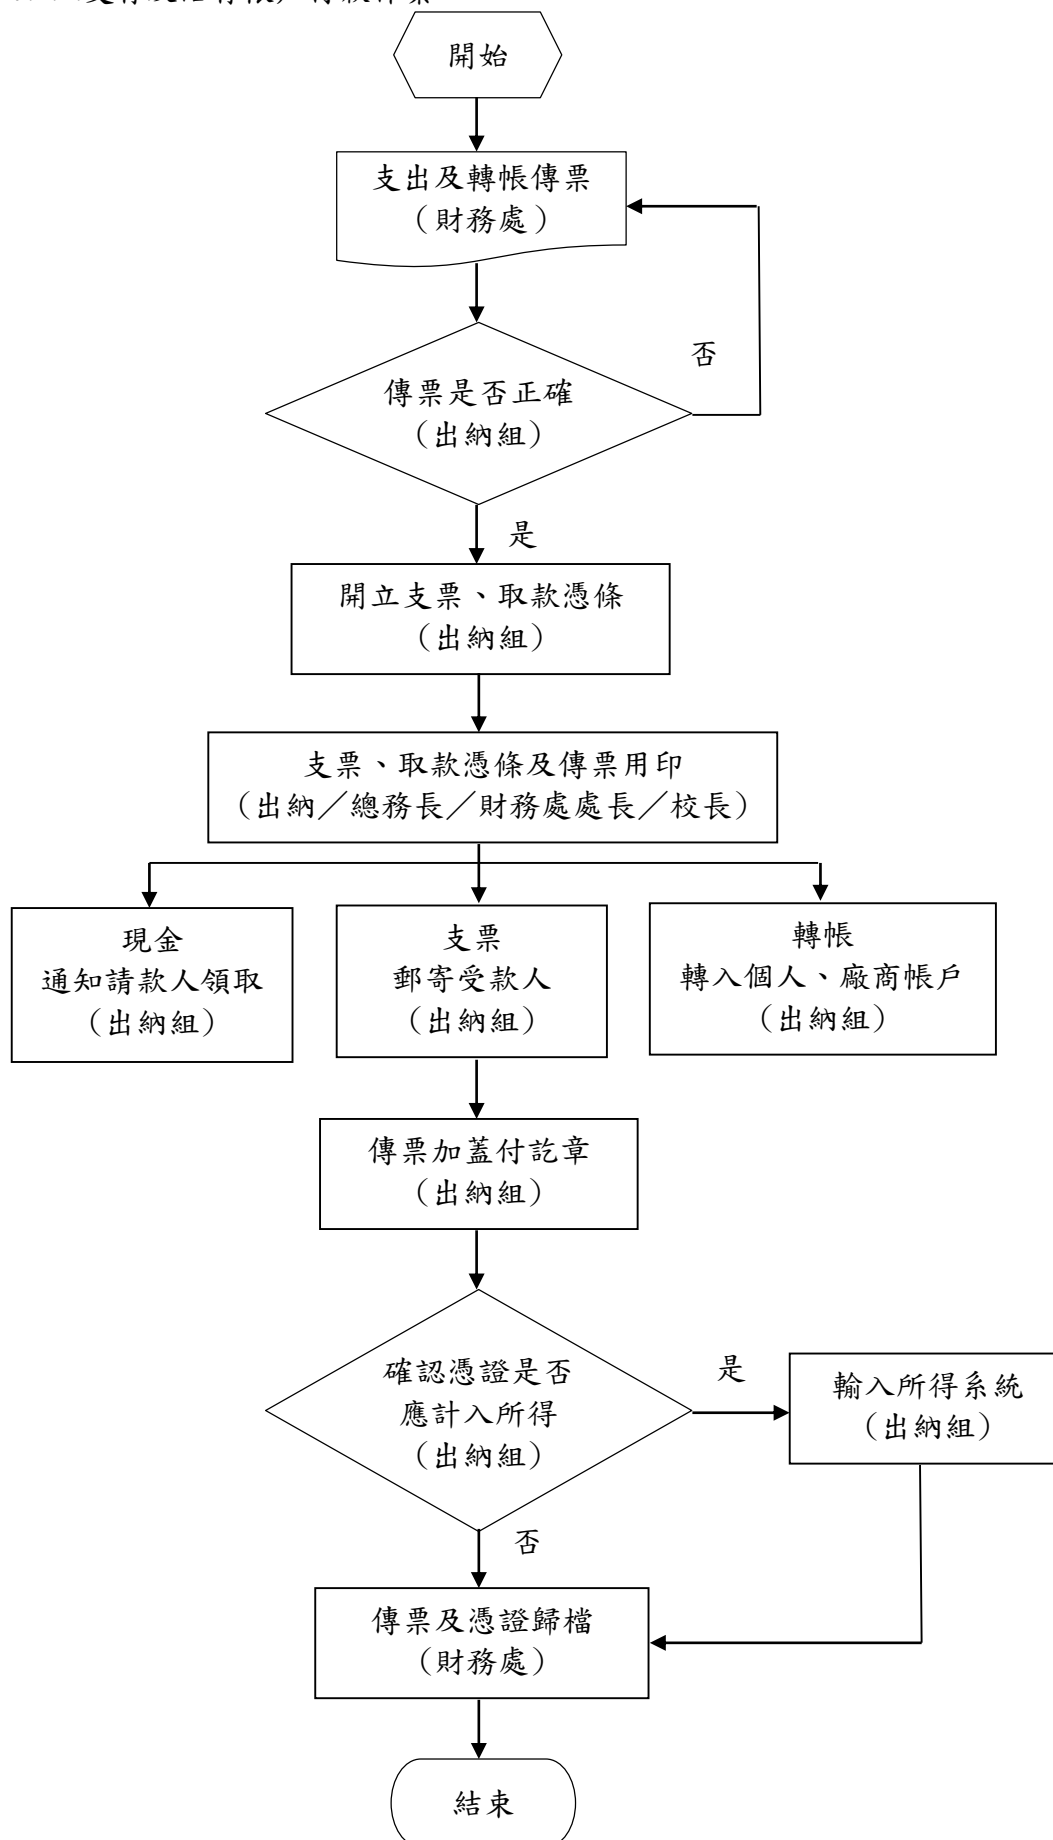 開始
支出及轉帳傳票
（財務處）
否
傳票是否正確
（出納組）
是
開立支票、取款憑條
（出納組）
支票、取款憑條及傳票用印
（出納／總務長／財務處處長／校長）
現金
通知請款人領取
（出納組）
支票
郵寄受款人
（出納組）
轉帳
轉入個人、廠商帳戶
（出納組）
傳票加蓋付訖章
（出納組）
確認憑證是否
應計入所得
（出納組）
是
輸入所得系統
（出納組）
否
傳票及憑證歸檔
（財務處）
結束